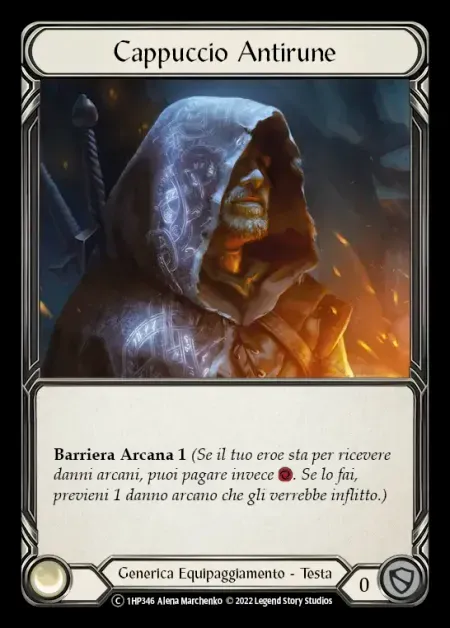 Cappuccio Antirune
Barriera Arcana 1 (Se il tuo eroe sta per ricevere
danni arcani, puoi pagare invece . Se lo fai,
previeni 1 danno arcano che gli verrebbe inflitto.)
Generica Equipaggiamento - Testa
0
C 1HP346 Alena Marchenko © 2022 Legend Story Studios